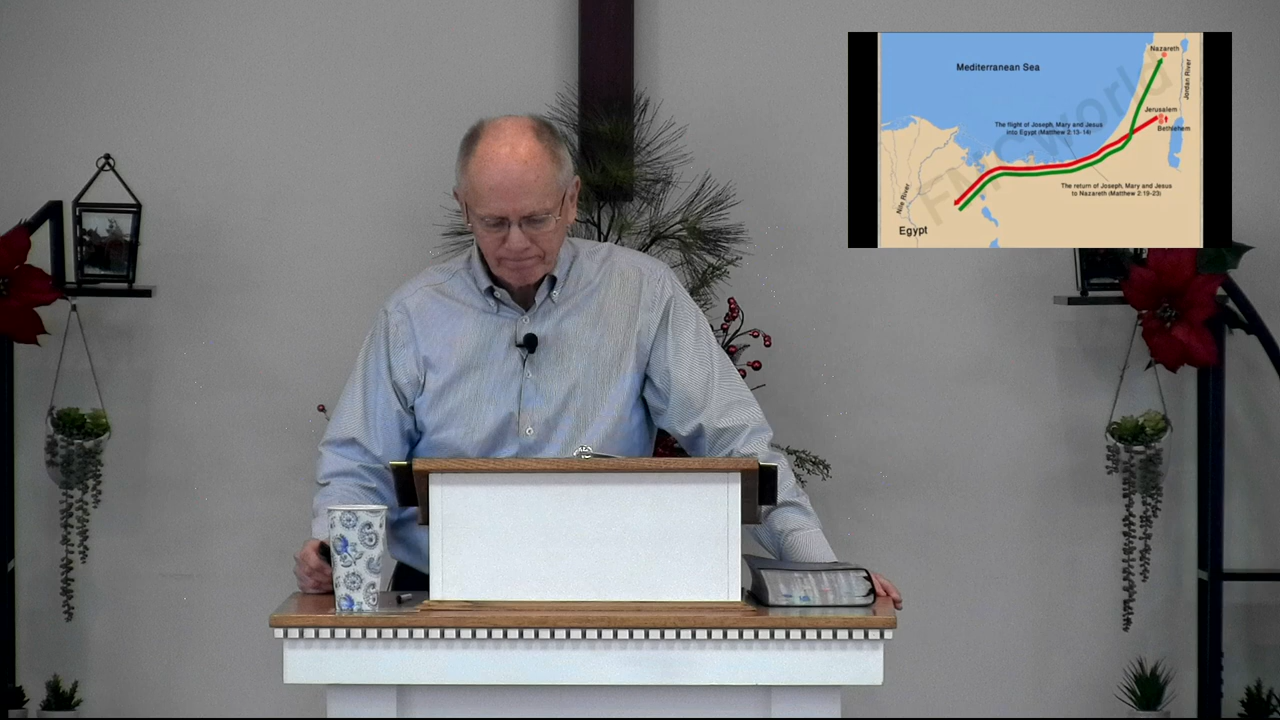 Nazareth
Mediterranean Sea
Jordan River
Jerusalem
The flight of Joseph, Mary and Jesus
into Egypt (Matthew 2:13-14)
Bethlehem
The return of Joseph, Mary and Jesus
to Nazareth (Matthew 2:19-23)
Nile River
Egypt